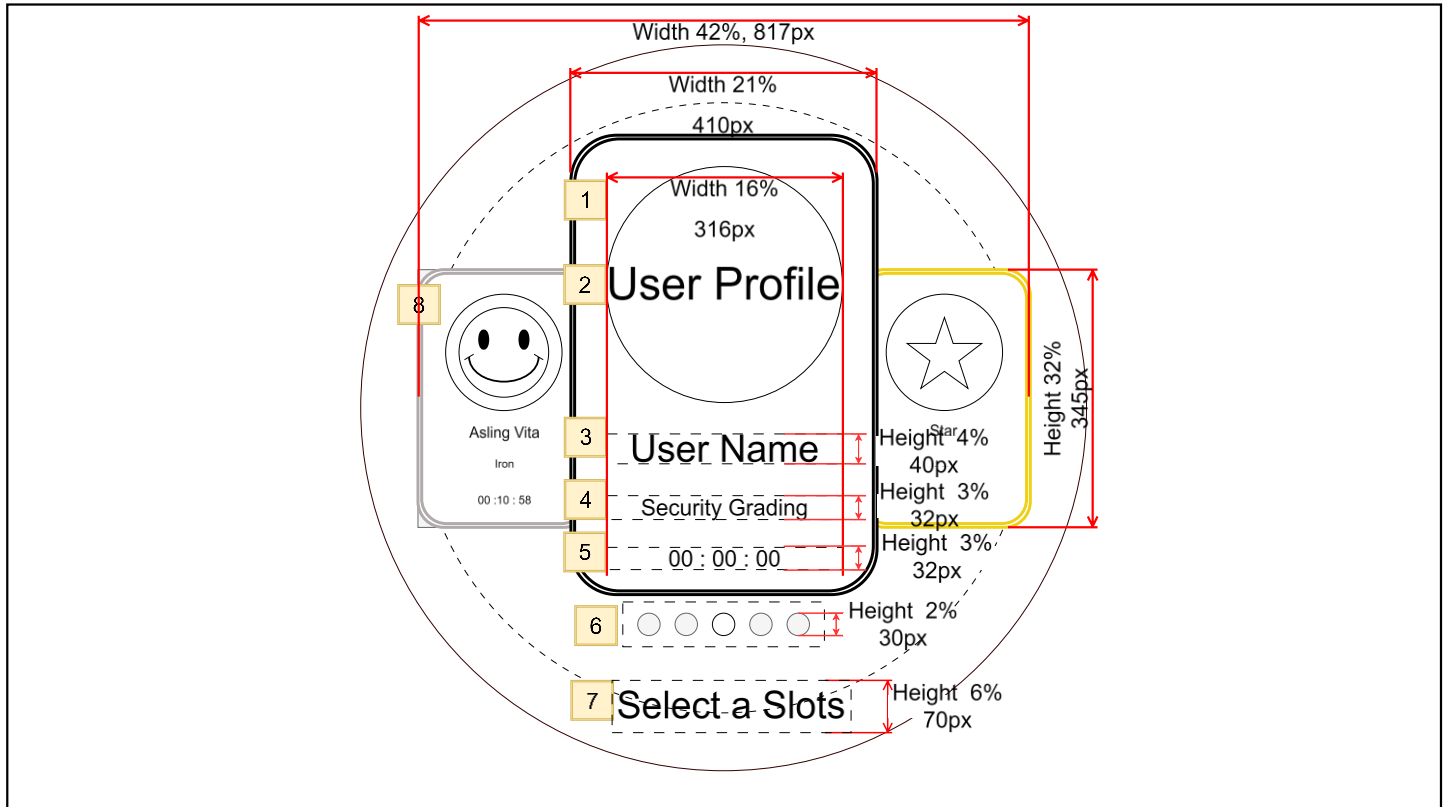 Width 42%, 817px
Width 21%
410px
1
Width 16%
316px
2
User Profile
8
Height 32%
345px
Asling Vita
Iron
00 :10 : 58
Star
3
User Name
Height 4%
40px
4
Security Grading
Height 3%
32px
5
00 : 00 : 00
Height 3%
32px
6
Height 2%
30px
7
Select a Slots
Height 6%
70px